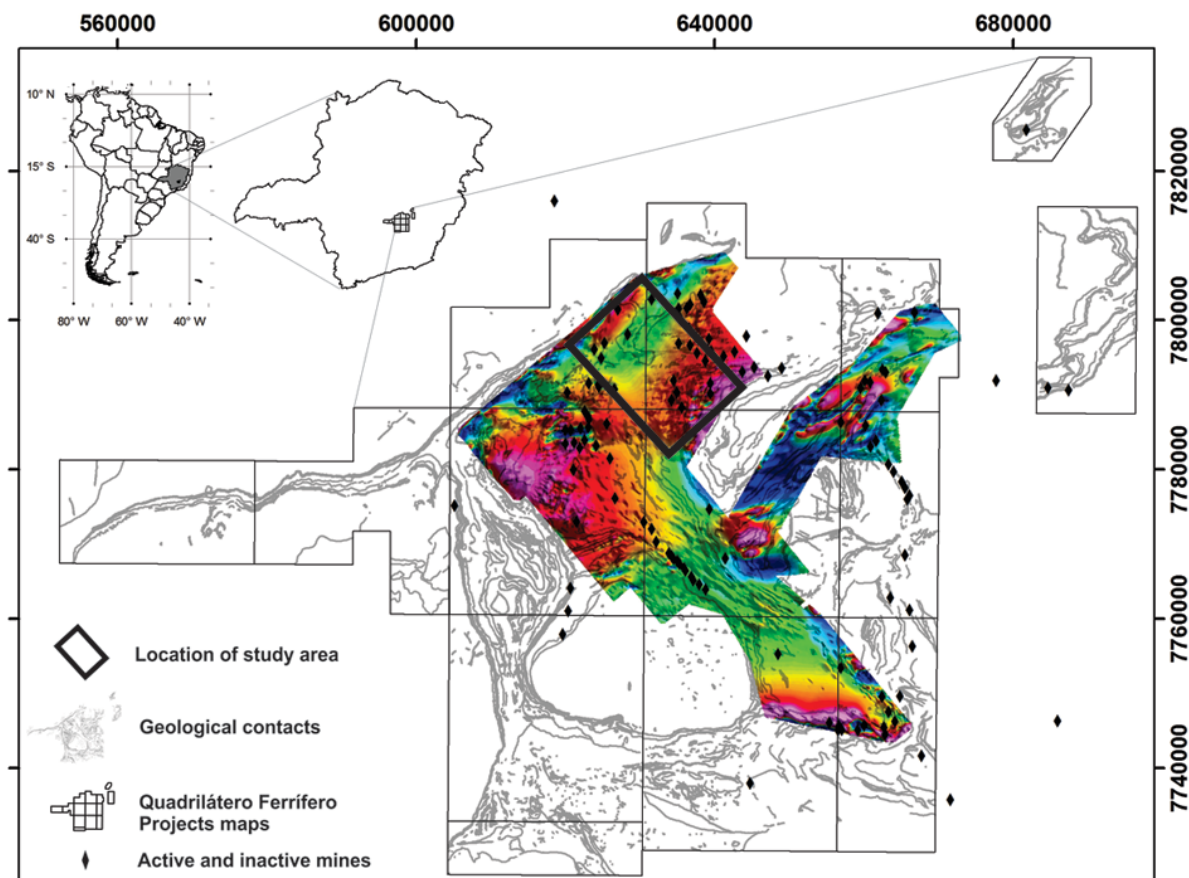 560000 600000 640000 680000
10° N
15° S
40° S
80° W 60° W 40° W
7820000
7800000
7780000
7760000
7740000
Location of study area
Geological contacts
Quadrilátero Ferrífero
Projects maps
Active and inactive mines